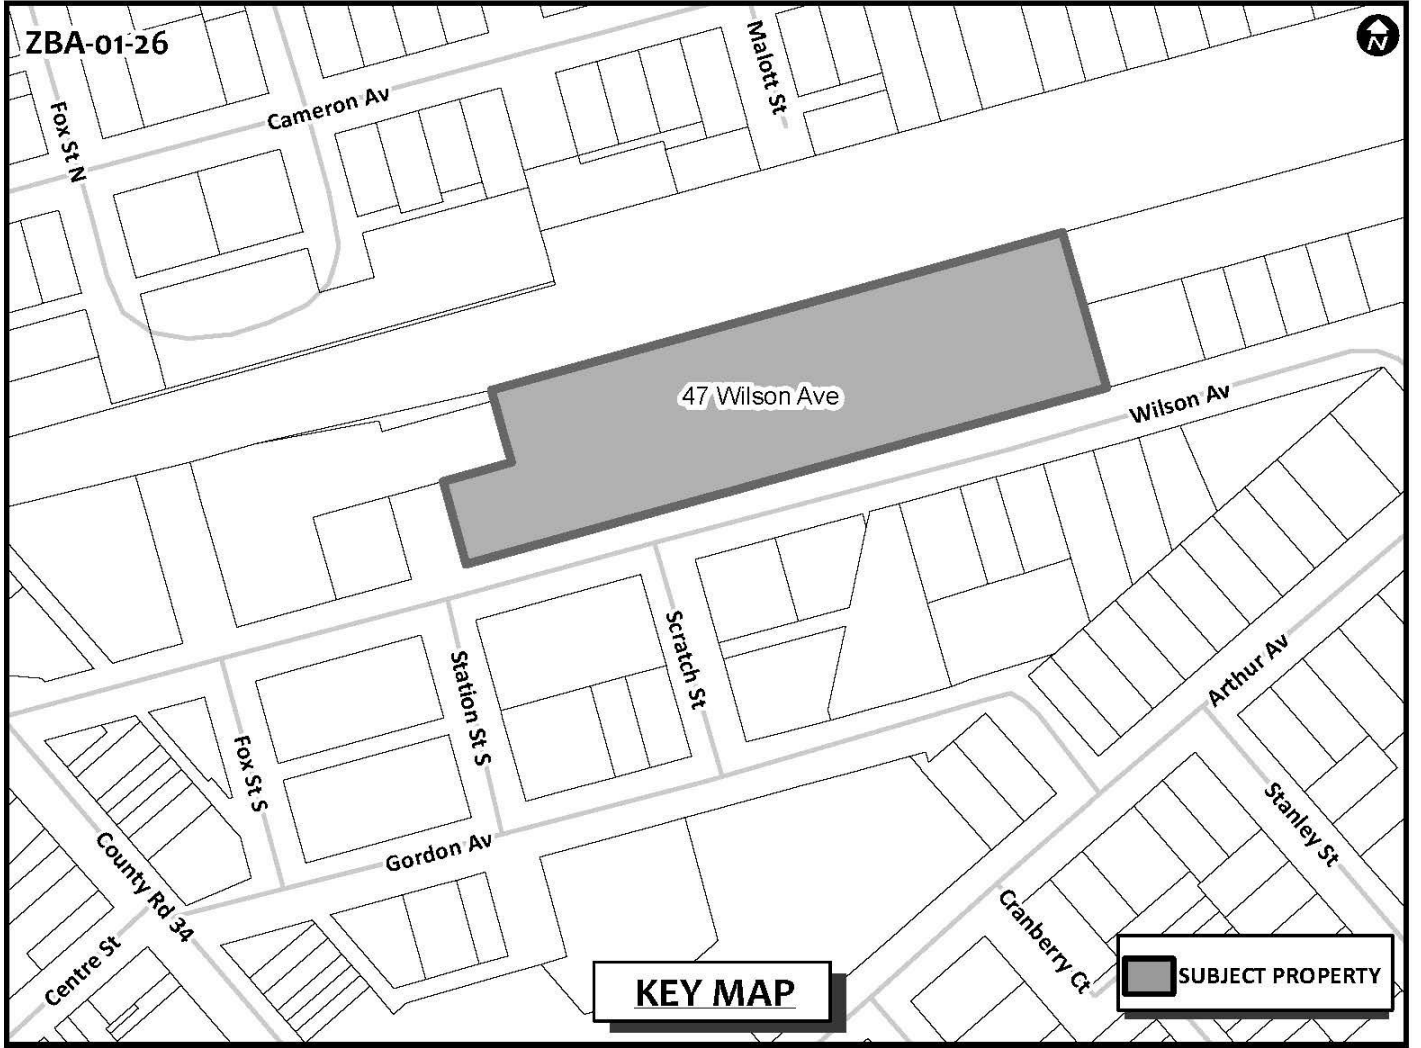 ZBA-01-26
N
Malott St
Cameron Av
Fox St N
47 Wilson Ave
Wilson Av
Scratch St
Station St S
Arthur Av
Fox St S
Stanley St
Gordon Av
County Rd 34
Cranberry Ct
Centre St
KEY MAP
SUBJECT PROPERTY